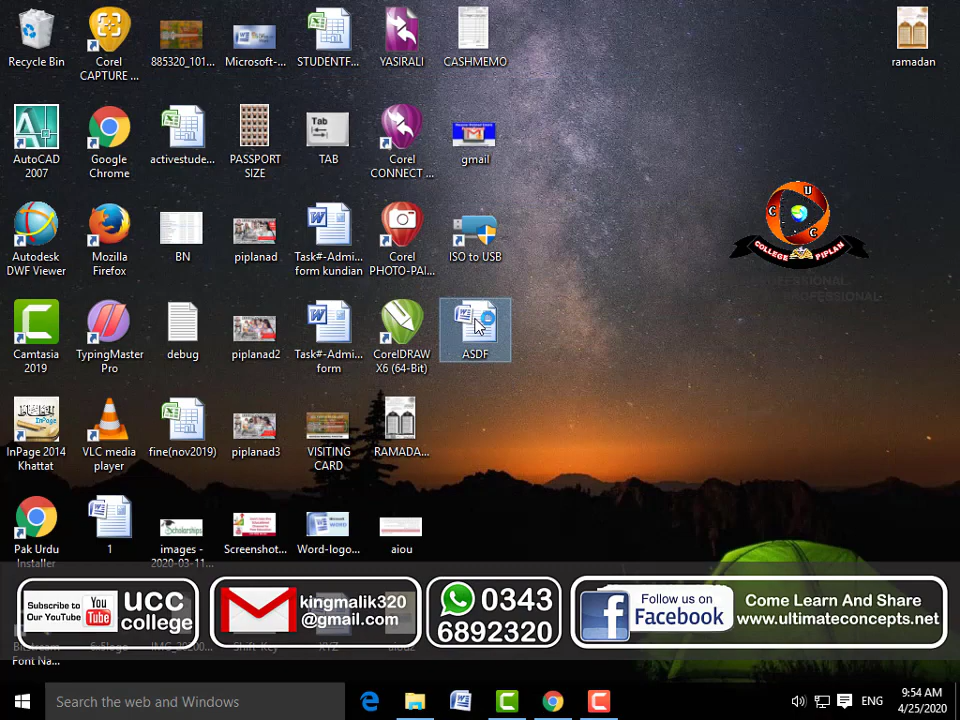 Recycle Bin
Corel
CAPTURE ...
885320_101...
Microsoft-...
STUDENTF...
YASIRALI
CASHMEMO
ramadan
AutoCAD
2007
Google
Chrome
activestude...
PASSPORT
SIZE
Tab
TAB
Corel
CONNECT ...
gmail
Autodesk
DWF Viewer
Mozilla
Firefox
BN
piplanad
Task#-Admi...
form kundian
Corel
PHOTO-PAI...
ISO to USB
U
C
C
COLLEGE PIPLAN
Camtasia
2019
TypingMaster
Pro
debug
piplanad2
Task#-Admi...
form
CorelDRAW
X6 (64-Bit)
ASDF
InPage 2014
Khattat
VLC media
player
fine(nov2019)
piplanad3
VISITING
CARD
RAMADA...
Pak Urdu
Installer
1
images -
2020-03-11...
Screenshot...
Word-logo...
aiou
Subscribe to
Our YouTube
You
Tube
ucc
college
kingmalik320
@gmail.com
0343
6892320
Follow us on
Facebook
Come Learn And Share
www.ultimateconcepts.net
Font Na...
Search the web and Windows
ENG
9:54 AM
4/25/2020